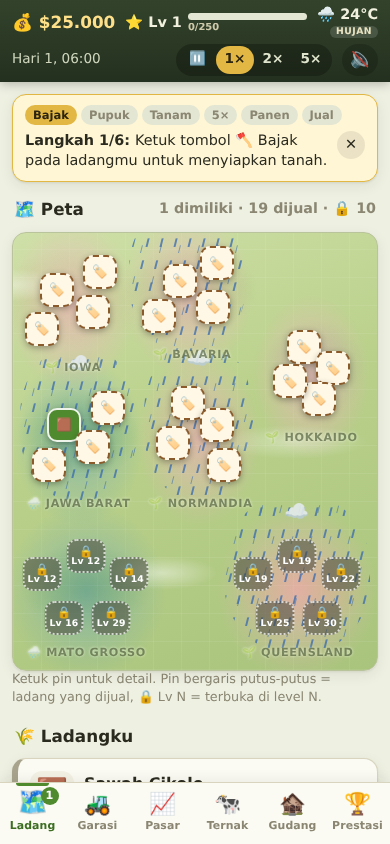 $25.000
Lv 1
0/250
24°C
HUJAN
Hari 1, 06:00
1×
2×
5×
Bajak
Pupuk
Tanam
5×
Panen
Jual
Langkah 1/6: Ketuk tombol 🪓 Bajak
pada ladangmu untuk menyiapkan tanah.
✕
Peta
1 dimiliki · 19 dijual · 🔒 10
IOWA
BAVARIA
HOKKAIDO
JAWA BARAT
NORMANDIA
Lv 12
Lv 12
Lv 14
Lv 16
Lv 29
Lv 19
Lv 19
Lv 22
Lv 25
Lv 30
MATO GROSSO
QUEENSLAND
Ketuk pin untuk detail. Pin bergaris putus-putus =
ladang yang dijual, 🔒 Lv N = terbuka di level N.
Ladangku
Sawah Cikole
1
Ladang
Garasi
Pasar
Ternak
Gudang
Prestasi